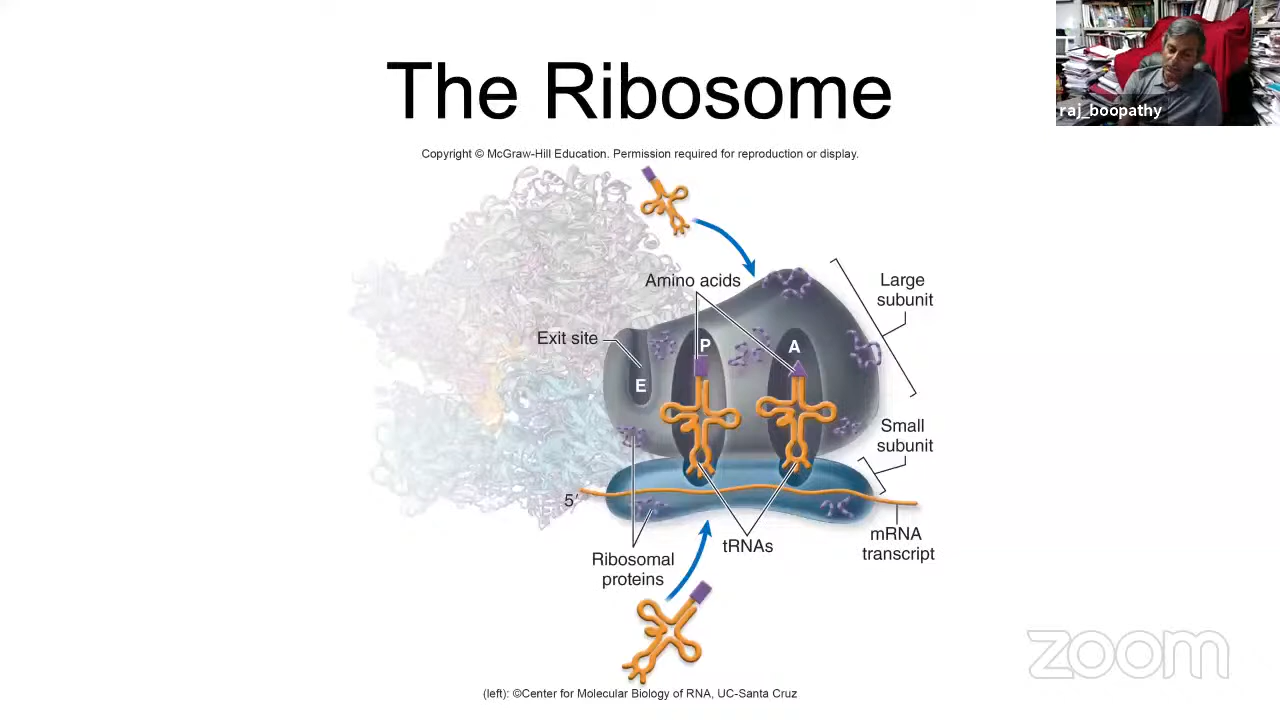 The Ribosome
raj_boopathy
Copyright © McGraw-Hill Education. Permission required for reproduction or display.
Amino acids
Large
subunit
Exit site
P
A
E
Small
subunit
5′
mRNA
transcript
tRNAs
Ribosomal
proteins
zoom
(left): ©Center for Molecular Biology of RNA, UC-Santa Cruz